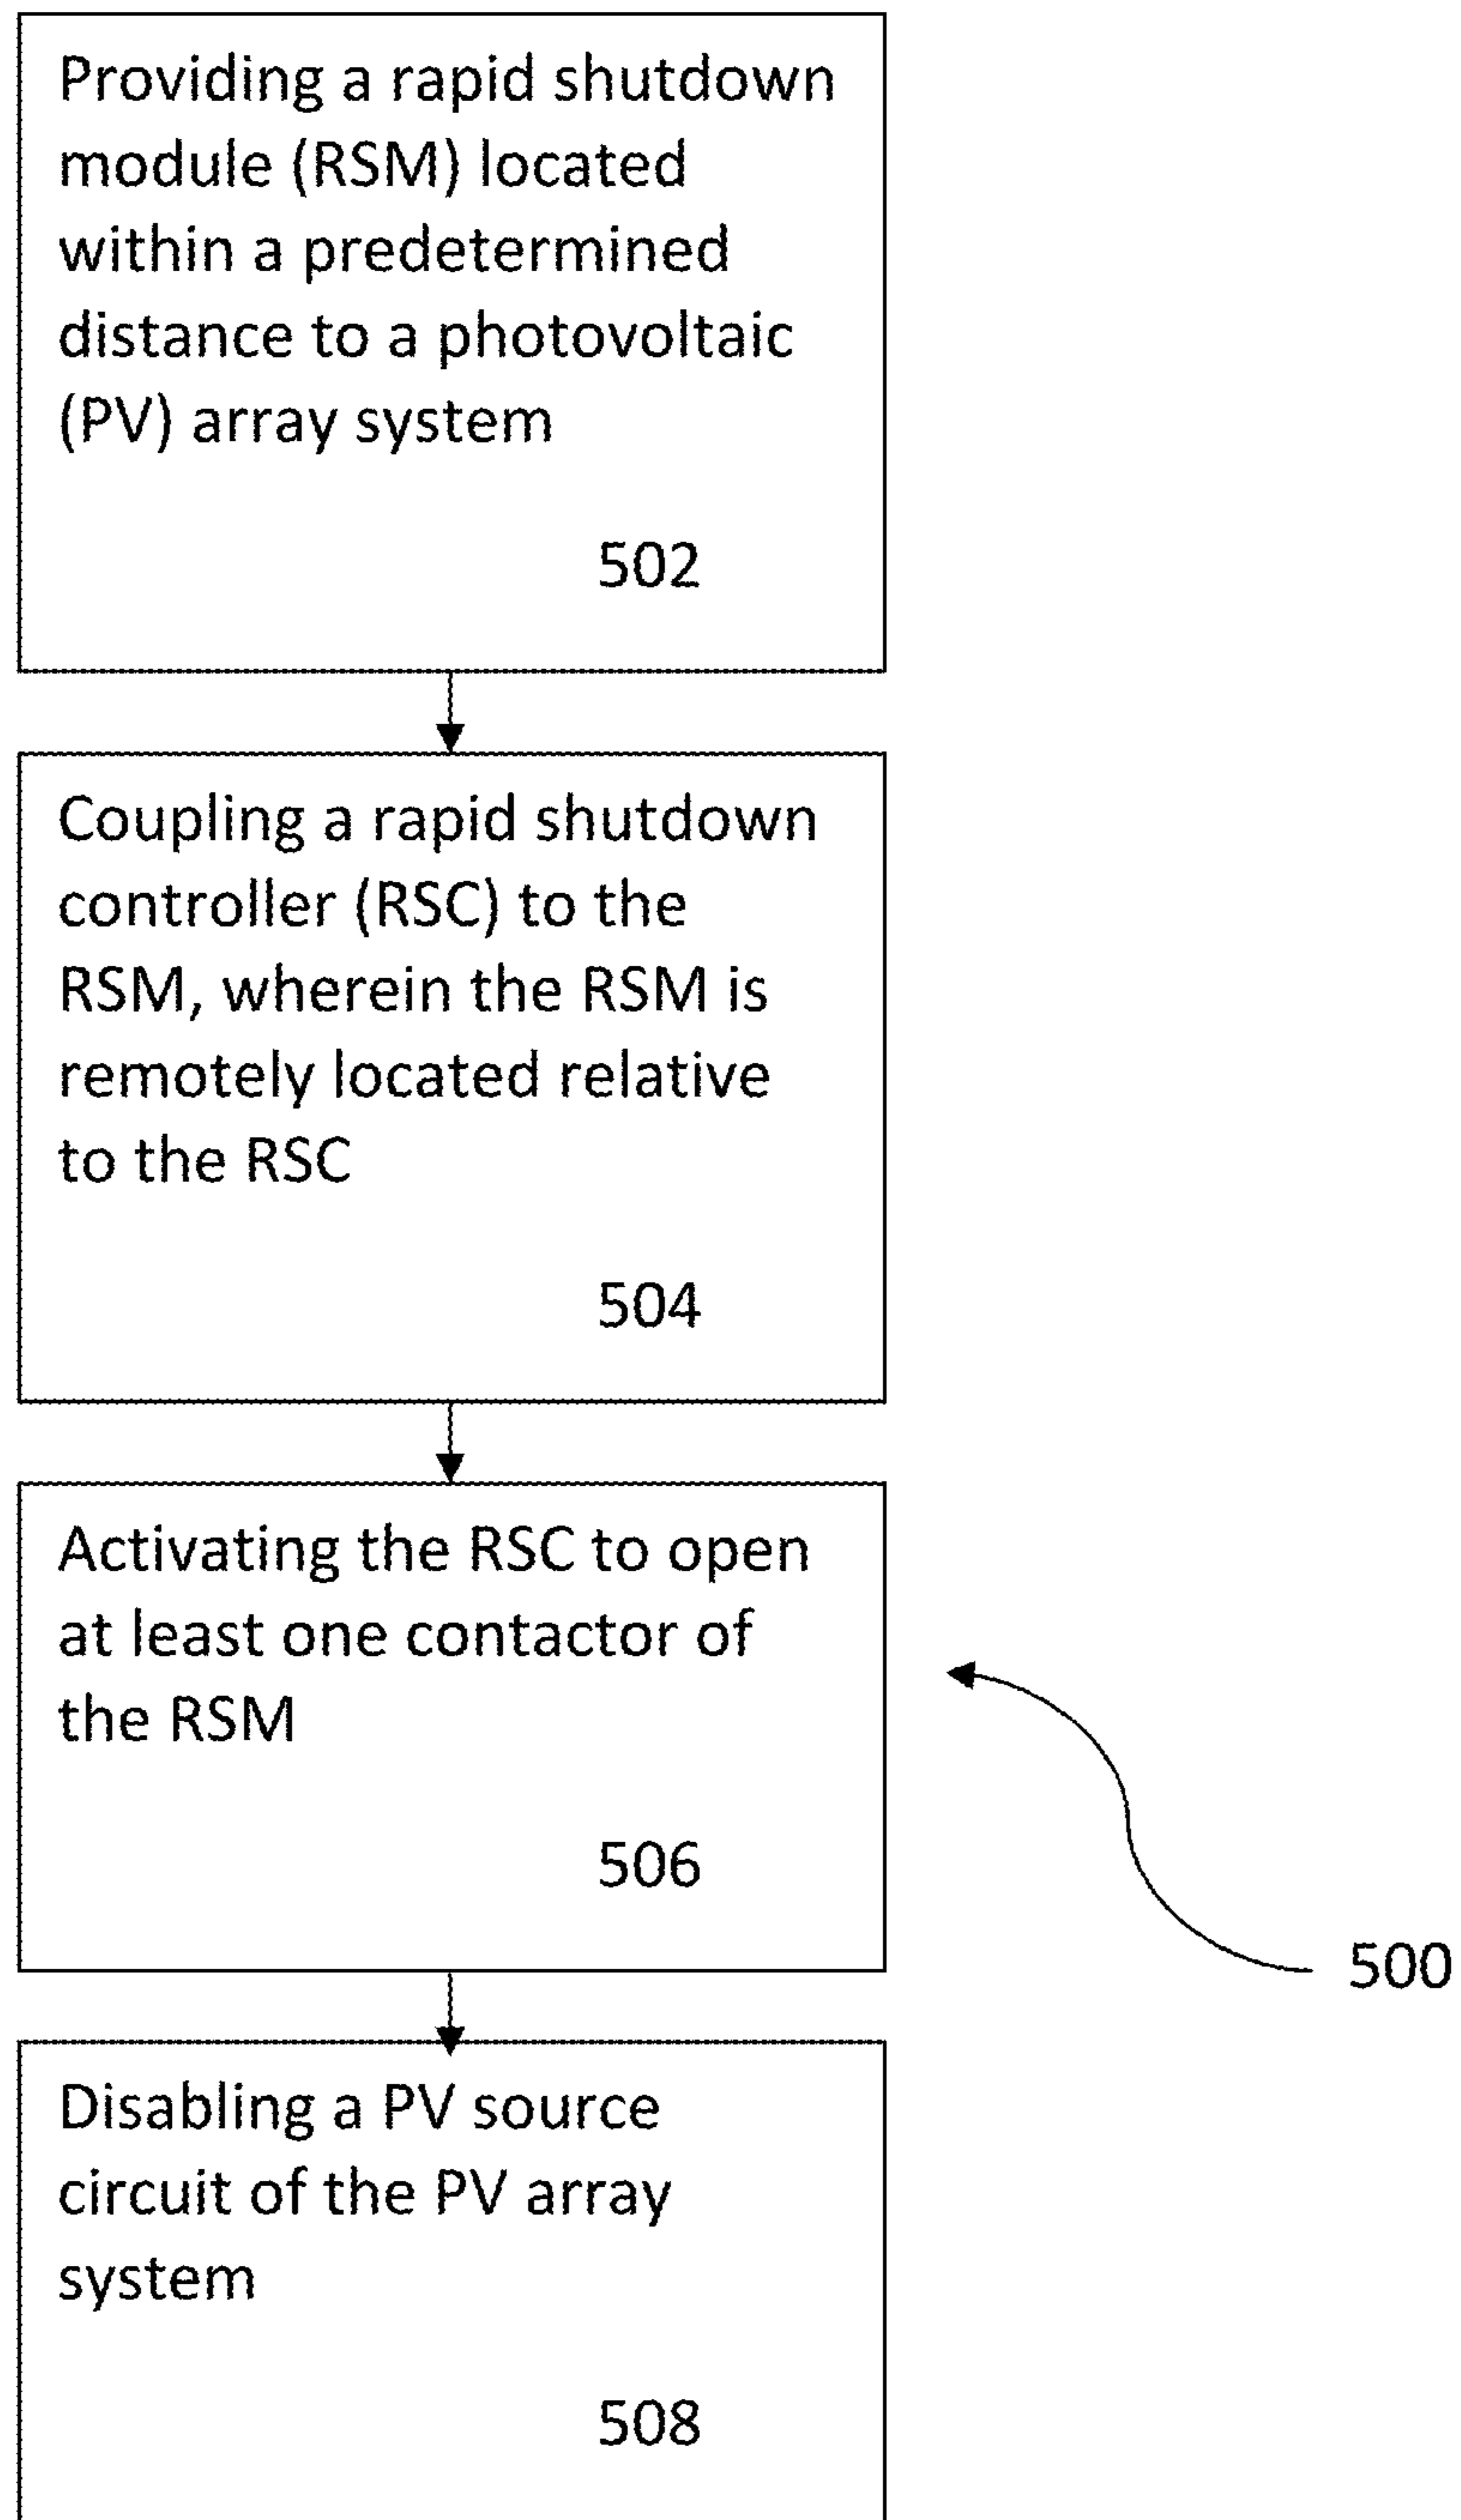 Providing a rapid shutdown
module (RSM) located
within a predetermined
distance to a photovoltaic
(PV) array system
502
Coupling a rapid shutdown
controller (RSC) to the
RSM, wherein the RSM is
remotely located relative
to the RSC
504
Activating the RSC to open
at least one contactor of
the RSM
506
500
Disabling a PV source
circuit of the PV array
system
508